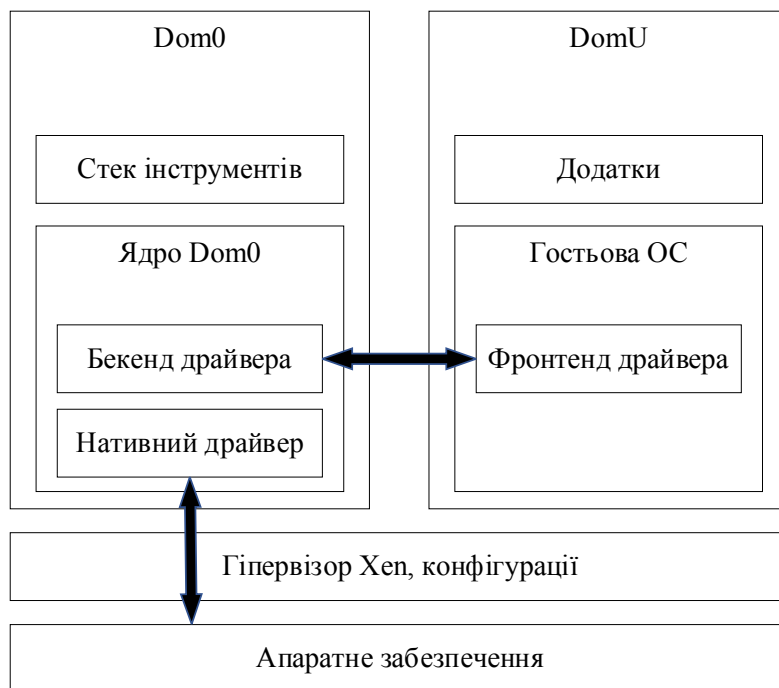 Dom0
DomU
Стек інструментів
Додатки
Ядро Dom0
Гостьова ОС
Бекенд драйвера
Фронтенд драйвера
Нативний драйвер
Гіпервізор Xen, конфігурації
Апаратне забезпечення